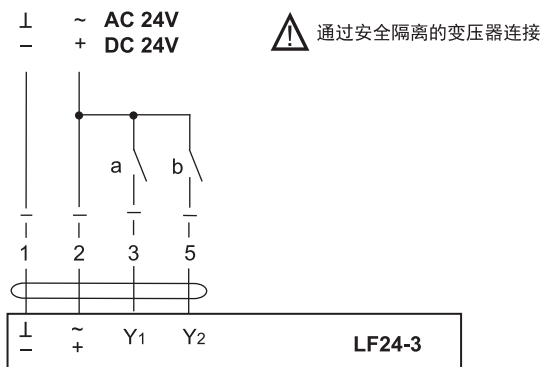 ⊥ ~ AC 24V
– + DC 24V
通过安全隔离的变压器连接
a b
1 2 3 5
⊥ ~ Y1 Y2
– +
LF24-3